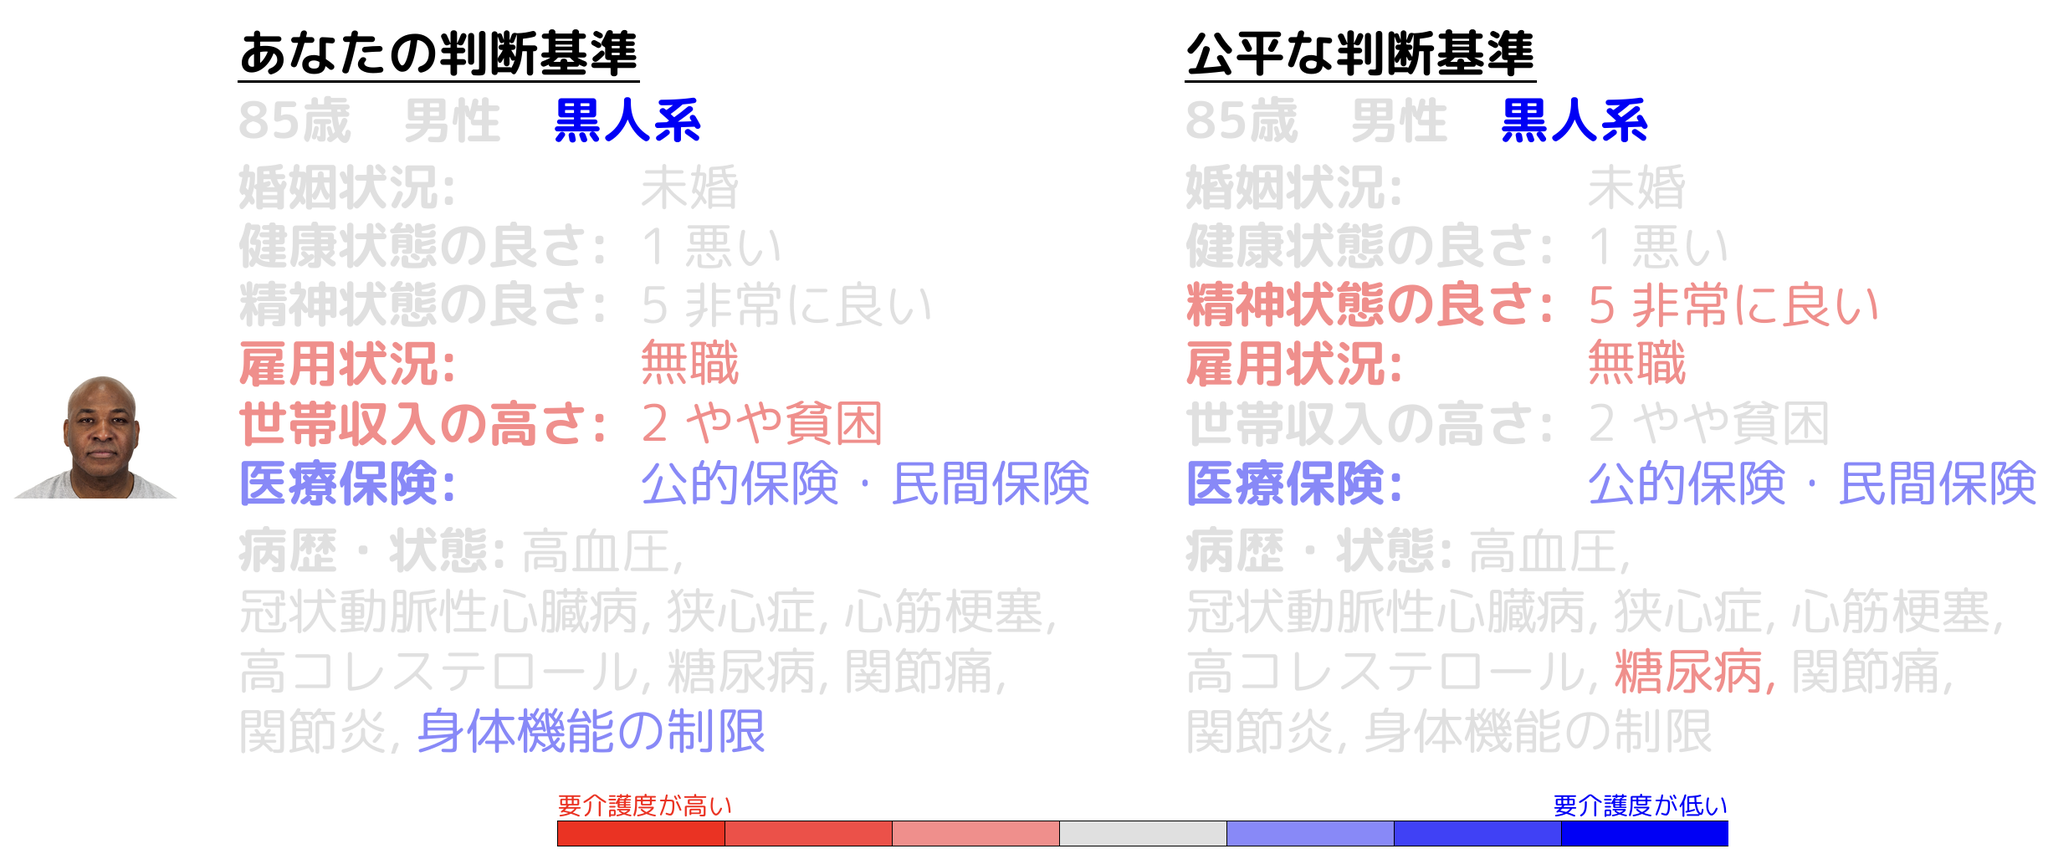 あなたの判断基準
85歳 男性 黒人系
婚姻状況: 未婚
健康状態の良さ: 1 悪い
精神状態の良さ: 5 非常に良い
雇用状況: 無職
世帯収入の高さ: 2 やや貧困
医療保険: 公的保険・民間保険
病歴・状態: 高血圧,
冠状動脈性心臓病, 狭心症, 心筋梗塞,
高コレステロール, 糖尿病, 関節痛,
関節炎, 身体機能の制限
公平な判断基準
85歳 男性 黒人系
婚姻状況: 未婚
健康状態の良さ: 1 悪い
精神状態の良さ: 5 非常に良い
雇用状況: 無職
世帯収入の高さ: 2 やや貧困
医療保険: 公的保険・民間保険
病歴・状態: 高血圧,
冠状動脈性心臓病, 狭心症, 心筋梗塞,
高コレステロール, 糖尿病, 関節痛,
関節炎, 身体機能の制限
要介護度が高い 要介護度が低い